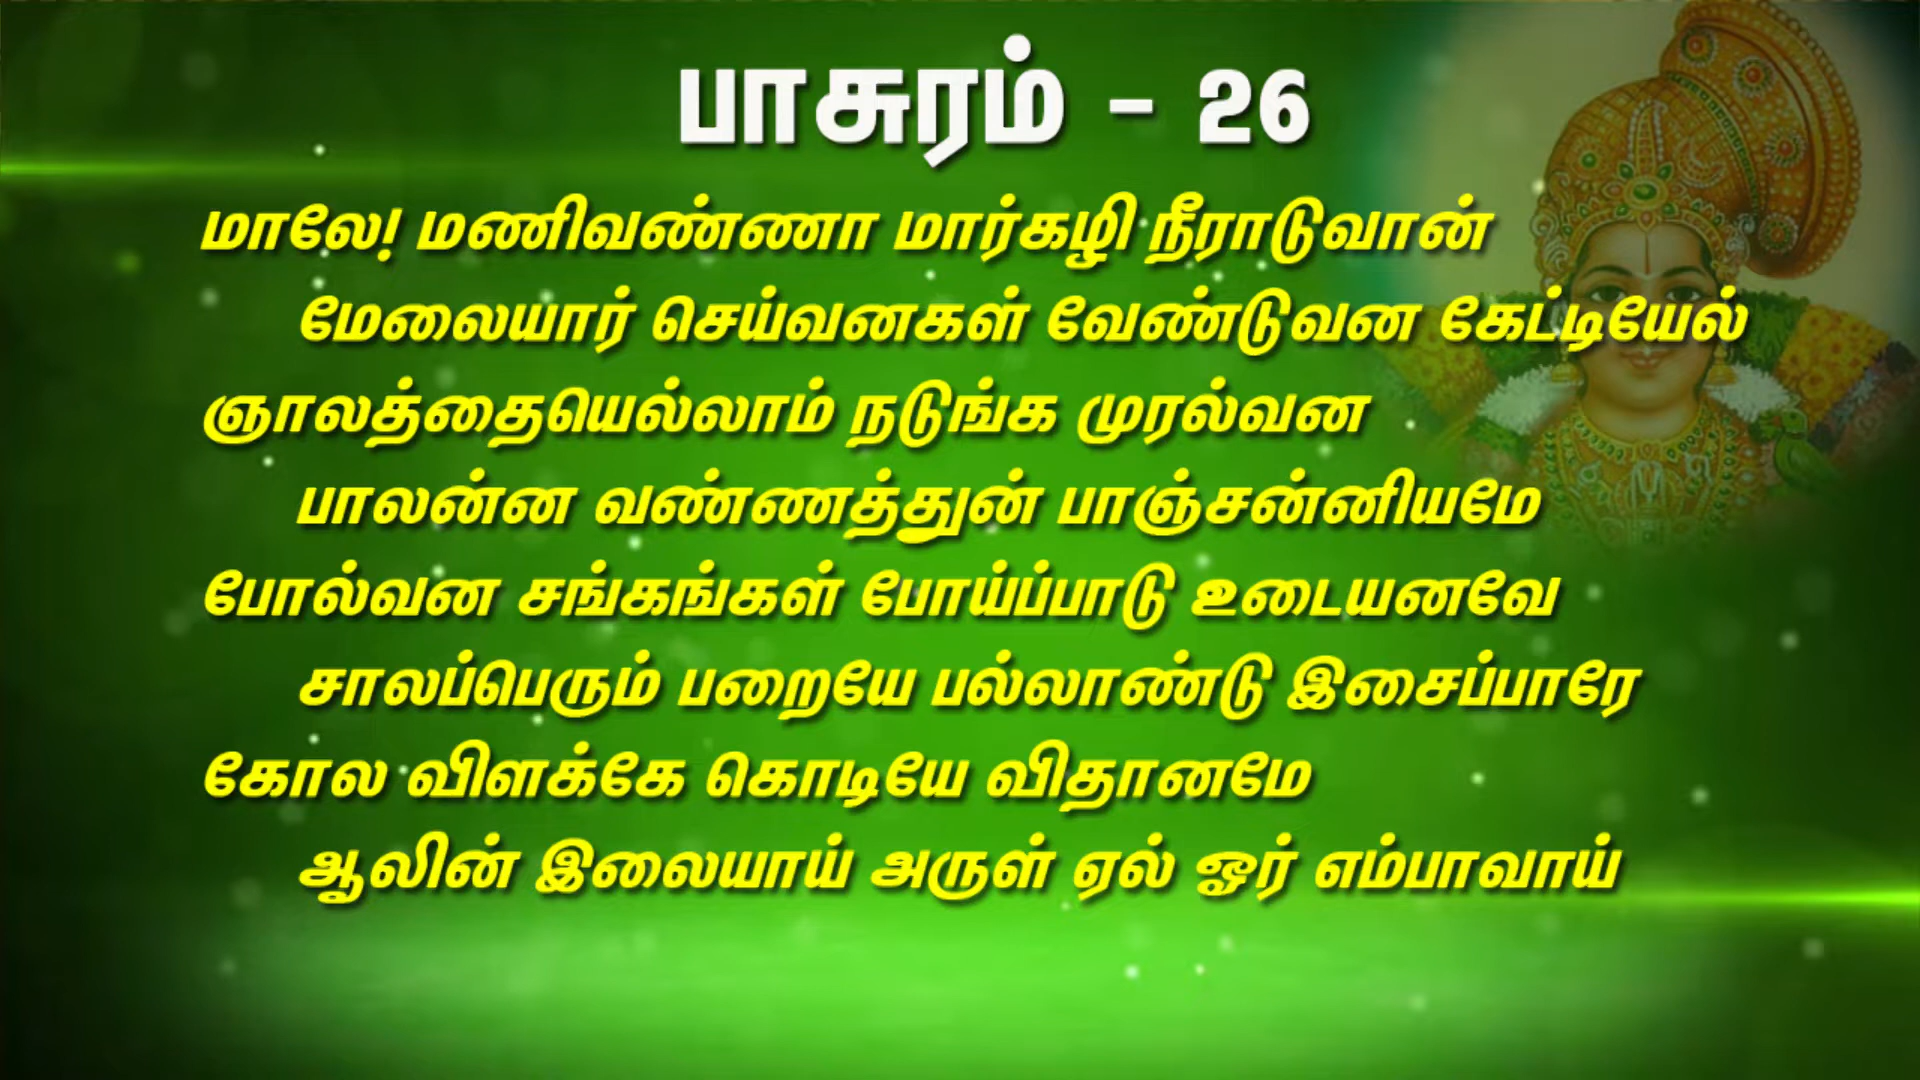 பாசுரம் - 26
மாலே! மணிவண்ணா மார்கழி நீராடுவான்
மேலையார் செய்வனகள் வேண்டுவன கேட்டியேல்
ஞாலத்தையெல்லாம் நடுங்க முரல்வன
பாலன்ன வண்ணத்துன் பாஞ்சன்னியமே
போல்வன சங்கங்கள் போய்ப்பாடு உடையனவே
சாலப்பெரும் பறையே பல்லாண்டு இசைப்பாரே
கோல விளக்கே கொடியே விதானமே
ஆலின் இலையாய் அருள் ஏல் ஓர் எம்பாவாய்